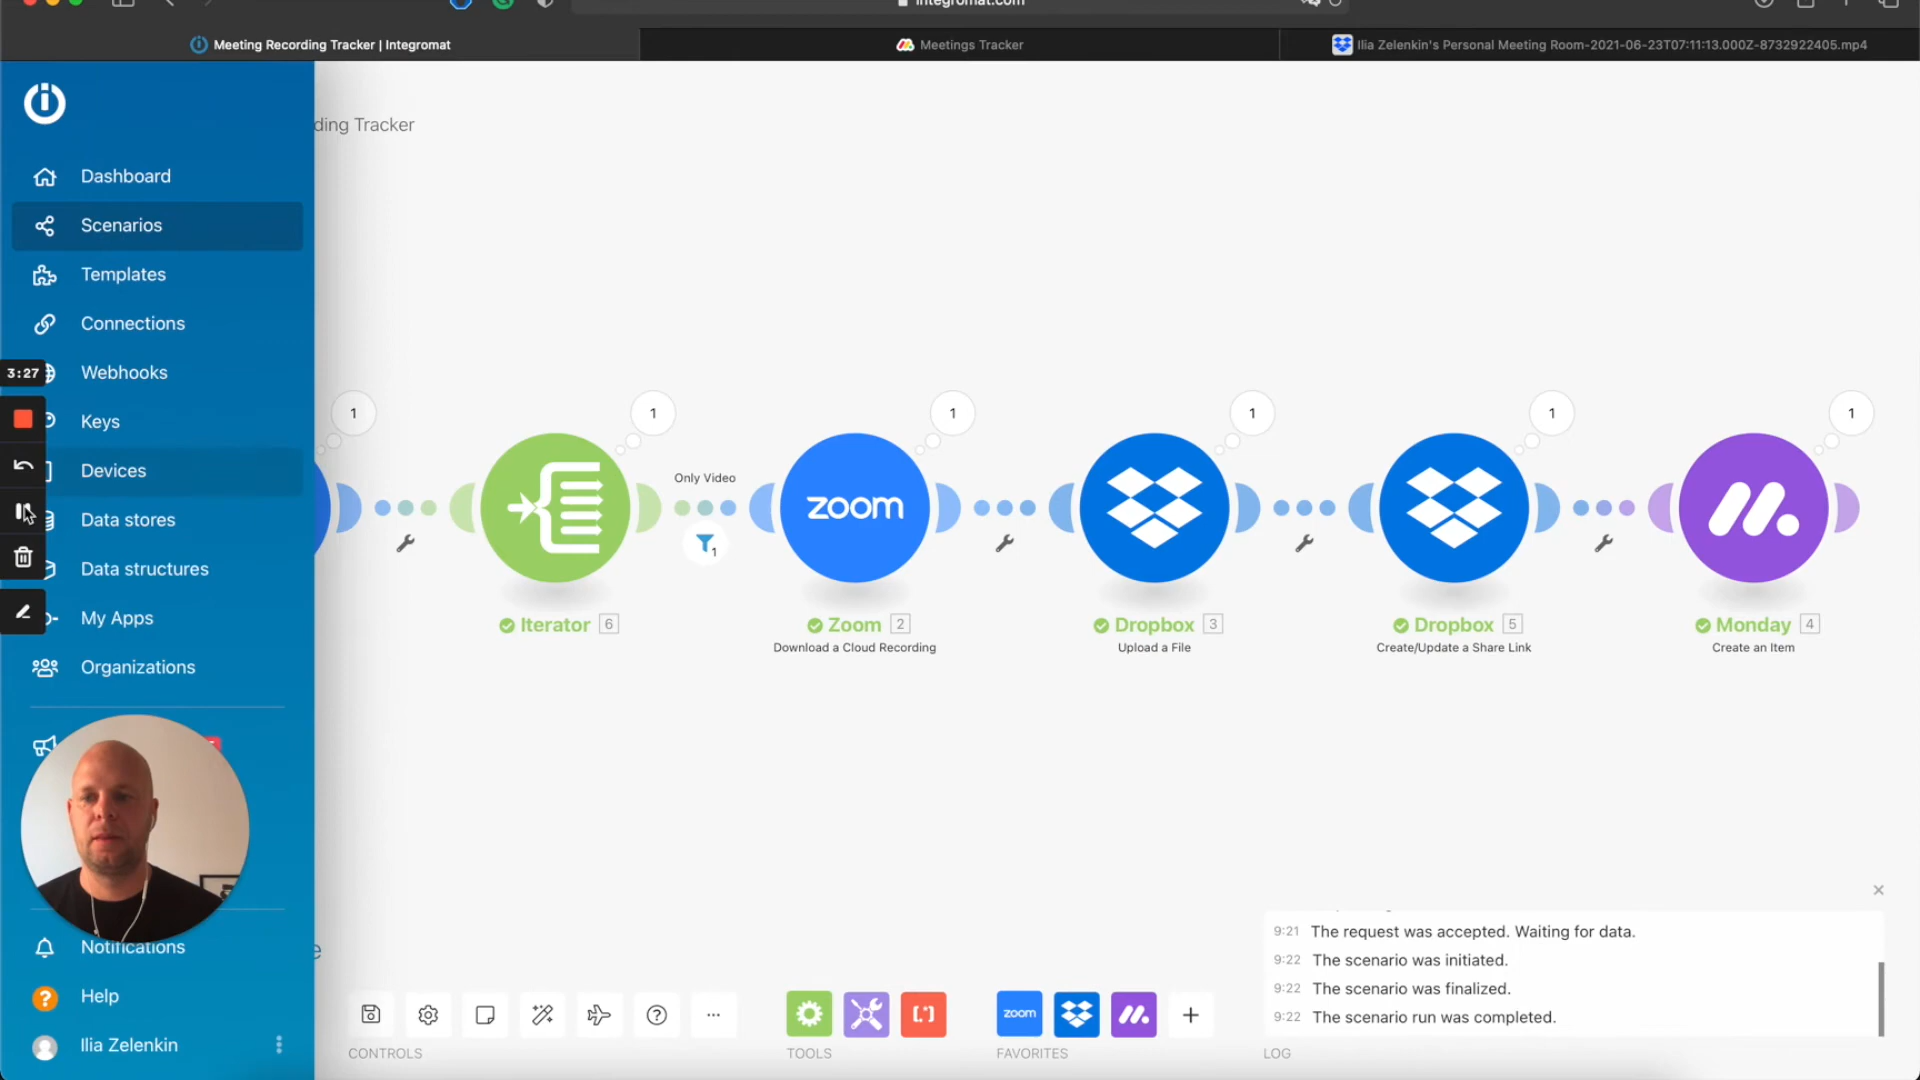 integromat.com
Meeting Recording Tracker | Integromat
Meetings Tracker
Ilia Zelenkin's Personal Meeting Room-2021-06-23T07:11:13.000Z-8732922405.mp4
ding Tracker
Dashboard
Scenarios
Templates
Connections
3:27
Webhooks
Keys
Devices
Data stores
Data structures
My Apps
Organizations
Notifications
Help
Ilia Zelenkin
1
1
1
1
1
1
Only Video
1
zoom
Iterator 6
Zoom 2
Download a Cloud Recording
Dropbox 3
Upload a File
Dropbox 5
Create/Update a Share Link
Monday 4
Create an Item
9:21 The request was accepted. Waiting for data.
9:22 The scenario was initiated.
9:22 The scenario was finalized.
9:22 The scenario run was completed.
zoom
CONTROLS
TOOLS
FAVORITES
LOG